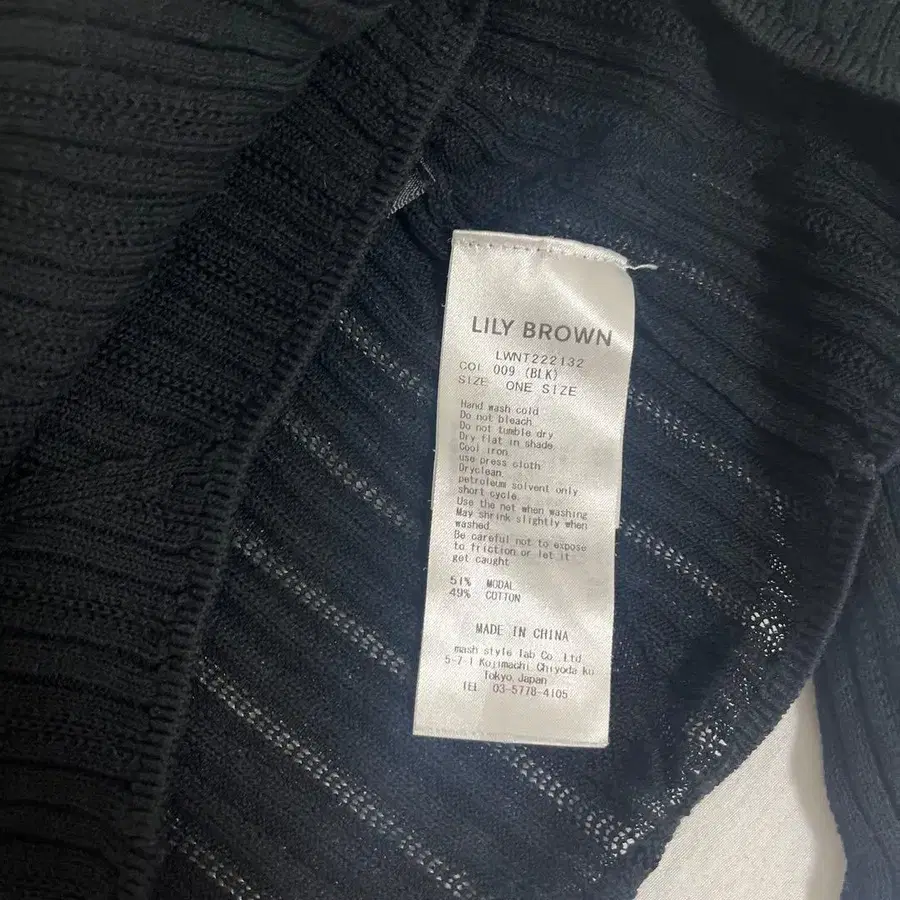 LILY BROWN
LWNT222132
COL 009 (BLK)
SIZE ONE SIZE
Hand wash cold
Do not bleach
Do not tumble dry
Dry flat in shade
Cool iron
use press cloth
Dryclean
petroleum solvent only
short cycle
Use the net when washing
May shrink slightly when
washed
Be careful not to expose
to friction or let it
get caught
51% MODAL
49% COTTON
MADE IN CHINA
mash style lab Co Ltd
5-7-1 Kojimachi Chiyoda ku
Tokyo Japan
TEL 03-5778-4105